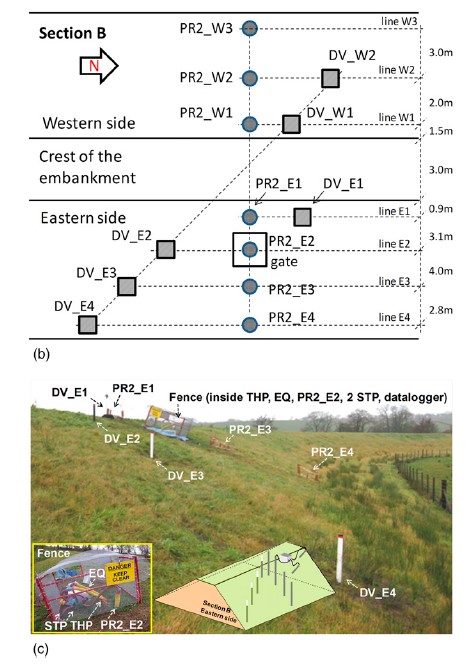 Section B
N
PR2_W3
line W3
3.0m
DV_W2
PR2_W2
line W2
2.0m
PR2_W1
DV_W1
line W1
Western side
1.5m
Crest of the
embankment
3.0m
PR2_E1
DV_E1
Eastern side
line E1
0.9m
DV_E2
PR2_E2
line E2
gate
3.1m
DV_E3
line E3
PR2_E3
4.0m
DV_E4
PR2_E4
line E4
2.8m
(b)
DV_E1
PR2_E1
Fence (inside THP, EQ, PR2_E2, 2 STP, datalogger)
DV_E2
PR2_E3
PR2_E4
DV_E3
Fence
DANGER
KEEP
CLEAR
EQ
STP THP
PR2_E2
Section B
Eastern side
DV_E4
(c)